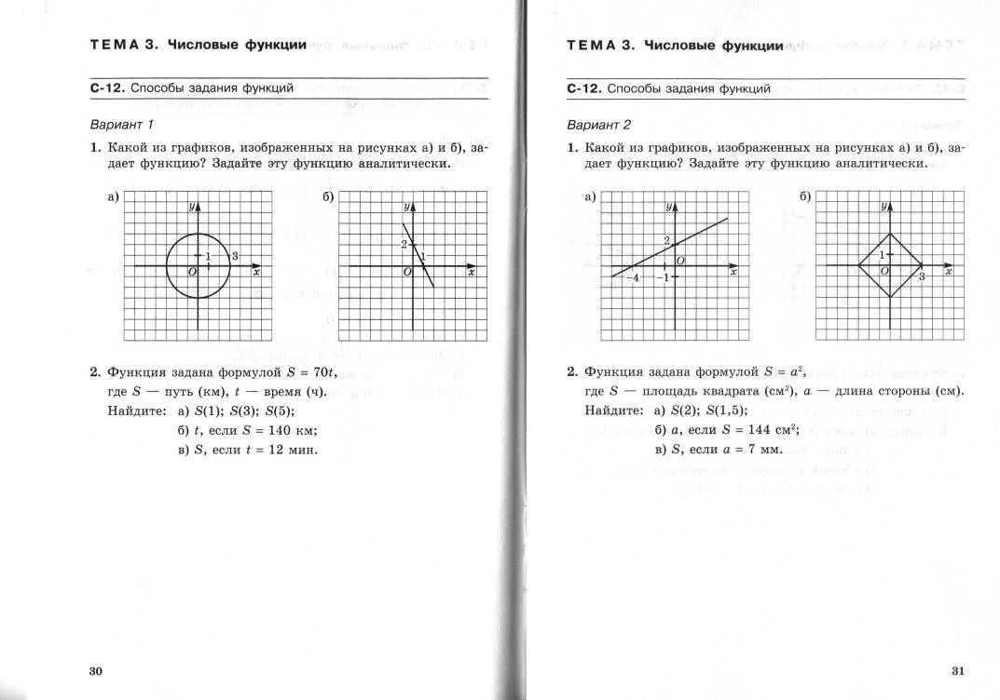 ТЕМА 3. Числовые функции
С-12. Способы задания функций
Вариант 1
1. Какой из графиков, изображенных на рисунках а) и б), за-
дает функцию? Задайте эту функцию аналитически.
а)
y
1
3
O
x
б)
y
2
1
O
x
2. Функция задана формулой S = 70t,
где S — путь (км), t — время (ч).
Найдите: а) S(1); S(3); S(5);
б) t, если S = 140 км;
в) S, если t = 12 мин.
30
ТЕМА 3. Числовые функции
С-12. Способы задания функций
Вариант 2
1. Какой из графиков, изображенных на рисунках а) и б), за-
дает функцию? Задайте эту функцию аналитически.
а)
y
2
O
x
-4
-1
б)
y
1
O
3
x
2. Функция задана формулой S = a²,
где S — площадь квадрата (см²), a — длина стороны (см).
Найдите: а) S(2); S(1,5);
б) a, если S = 144 см²;
в) S, если a = 7 мм.
31